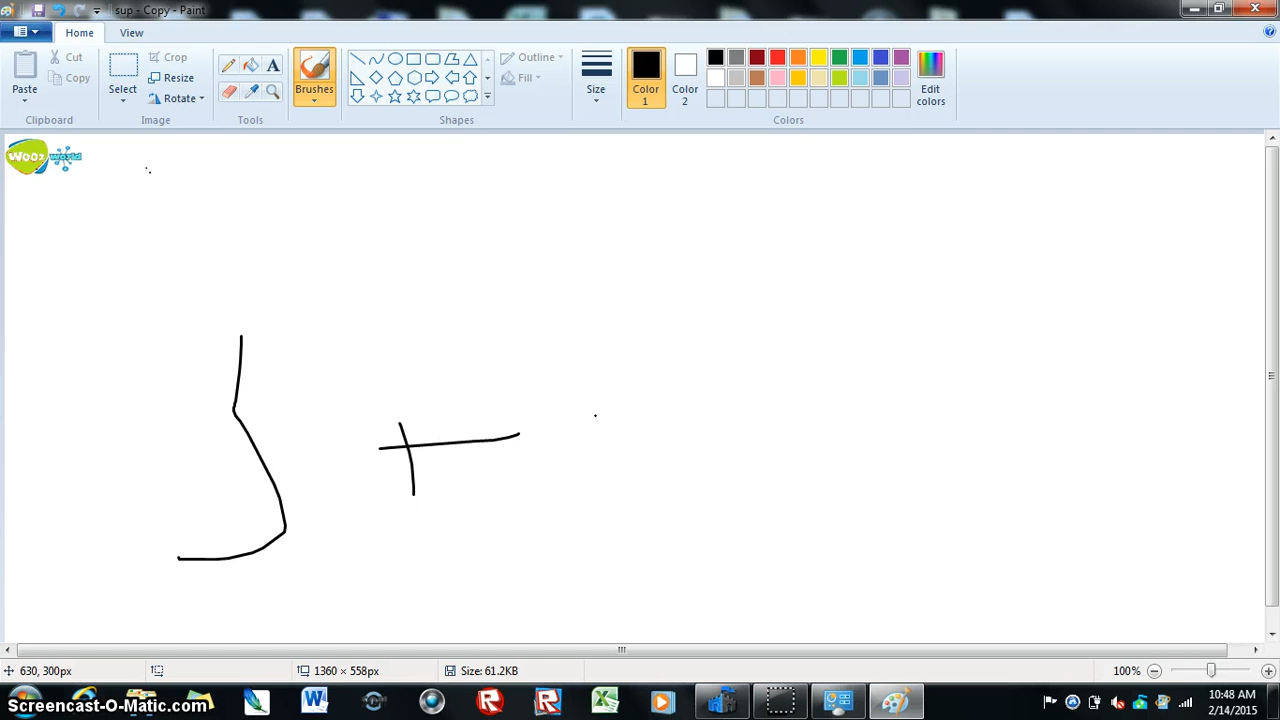 sup - Copy - Paint
Home View
Paste Cut Copy Select Crop Resize Rotate Brushes Outline Fill Size Color 1 Color 2 Edit colors
Clipboard Image Tools Shapes Colors
Woozworld
+
630, 300px 1360 × 558px Size: 61.2KB 100%
Screencast-O-Matic.com 10:48 AM
2/14/2015